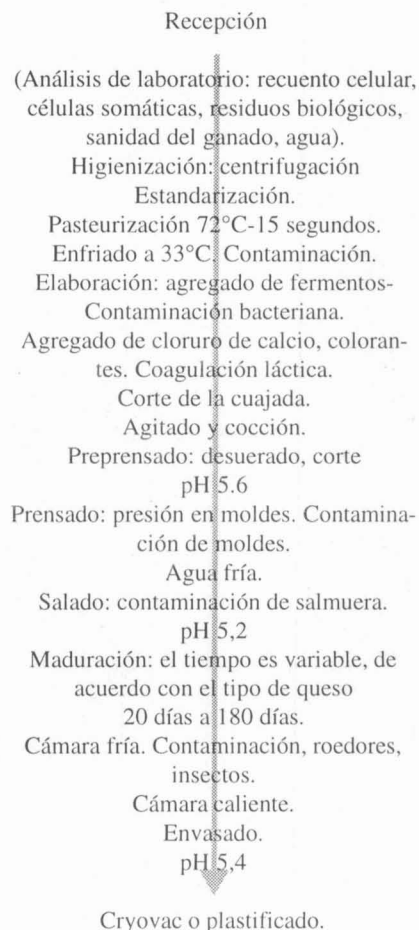 Recepción
(Análisis de laboratorio: recuento celular,
células somáticas, residuos biológicos,
sanidad del ganado, agua).
Higienización: centrifugación
Estandarización.
Pasteurización 72°C-15 segundos.
Enfriado a 33°C. Contaminación.
Elaboración: agregado de fermentos-
Contaminación bacteriana.
Agregado de cloruro de calcio, coloran-
tes. Coagulación láctica.
Corte de la cuajada.
Agitado y cocción.
Preprensado: desuerado, corte
pH 5.6
Prensado: presión en moldes. Contamina-
ción de moldes.
Agua fría.
Salado: contaminación de salmuera.
pH 5,2
Maduración: el tiempo es variable, de
acuerdo con el tipo de queso
20 días a 180 días.
Cámara fría. Contaminación, roedores,
insectos.
Cámara caliente.
Envasado.
pH 5,4
Cryovac o plastificado.